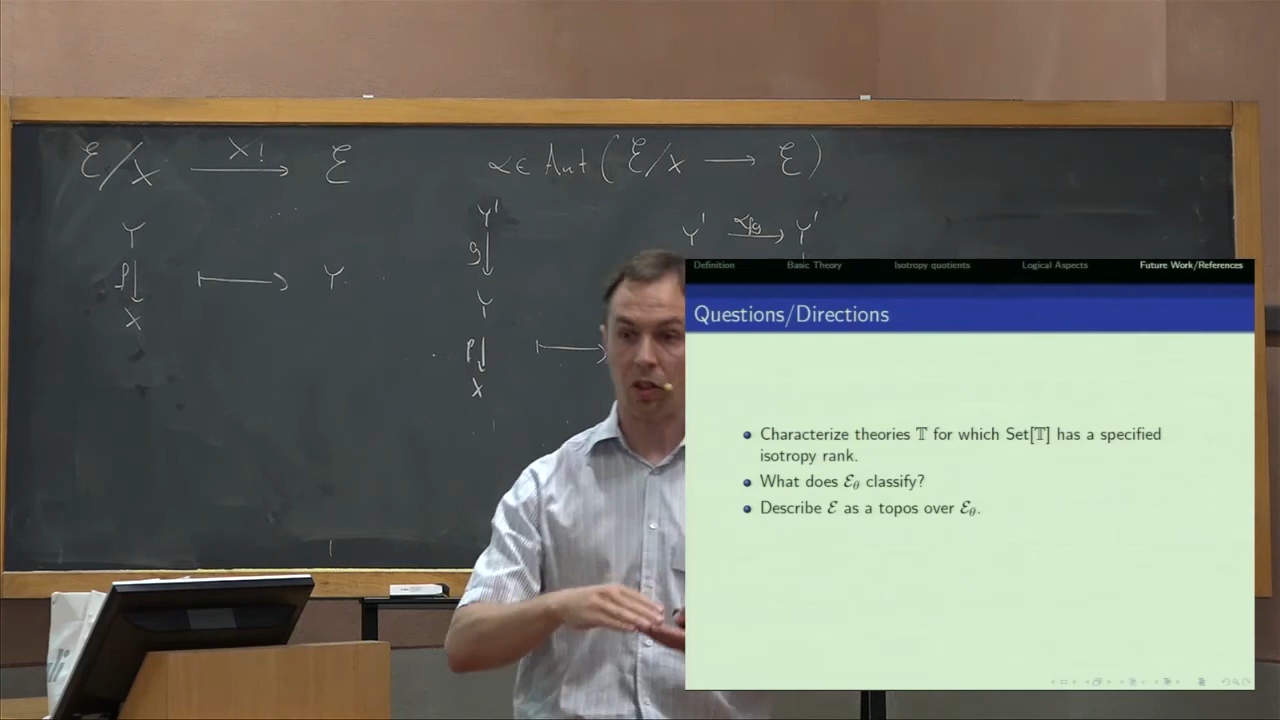 ℰ/X —X!→ ℰ
α ∈ Aut ( ℰ/X → ℰ )
Y
f↓ ↦ Y
X
Y'
g↓
Y
f↓ ↦
X
Y' —α_fg→ Y'
Definition Basic Theory Isotropy quotients Logical Aspects Future Work/References
Questions/Directions
• Characterize theories 𝕋 for which Set[𝕋] has a specified
isotropy rank.
• What does ℰ_θ classify?
• Describe ℰ as a topos over ℰ_θ.